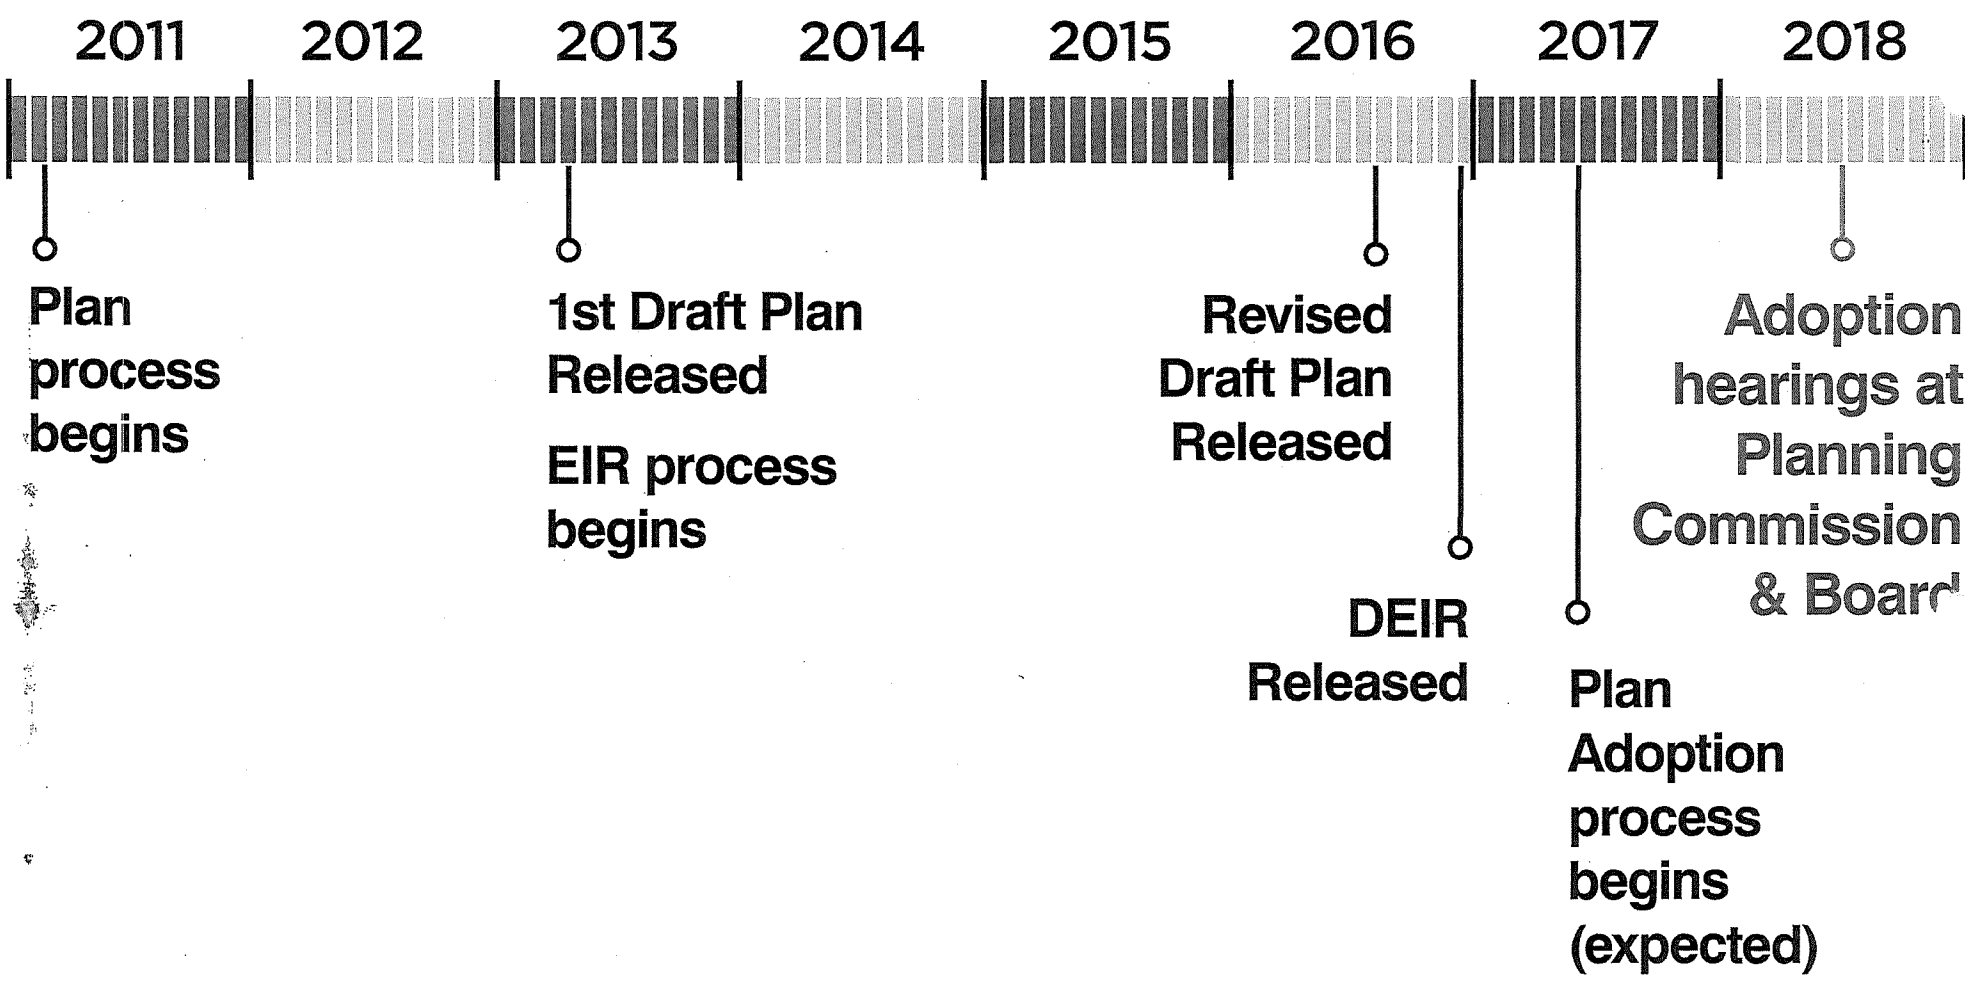 2011 2012 2013 2014 2015 2016 2017 2018
Plan
process
begins
1st Draft Plan
Released
EIR process
begins
Revised
Draft Plan
Released
DEIR
Released
Plan
Adoption
process
begins
(expected)
Adoption
hearings at
Planning
Commission
& Board